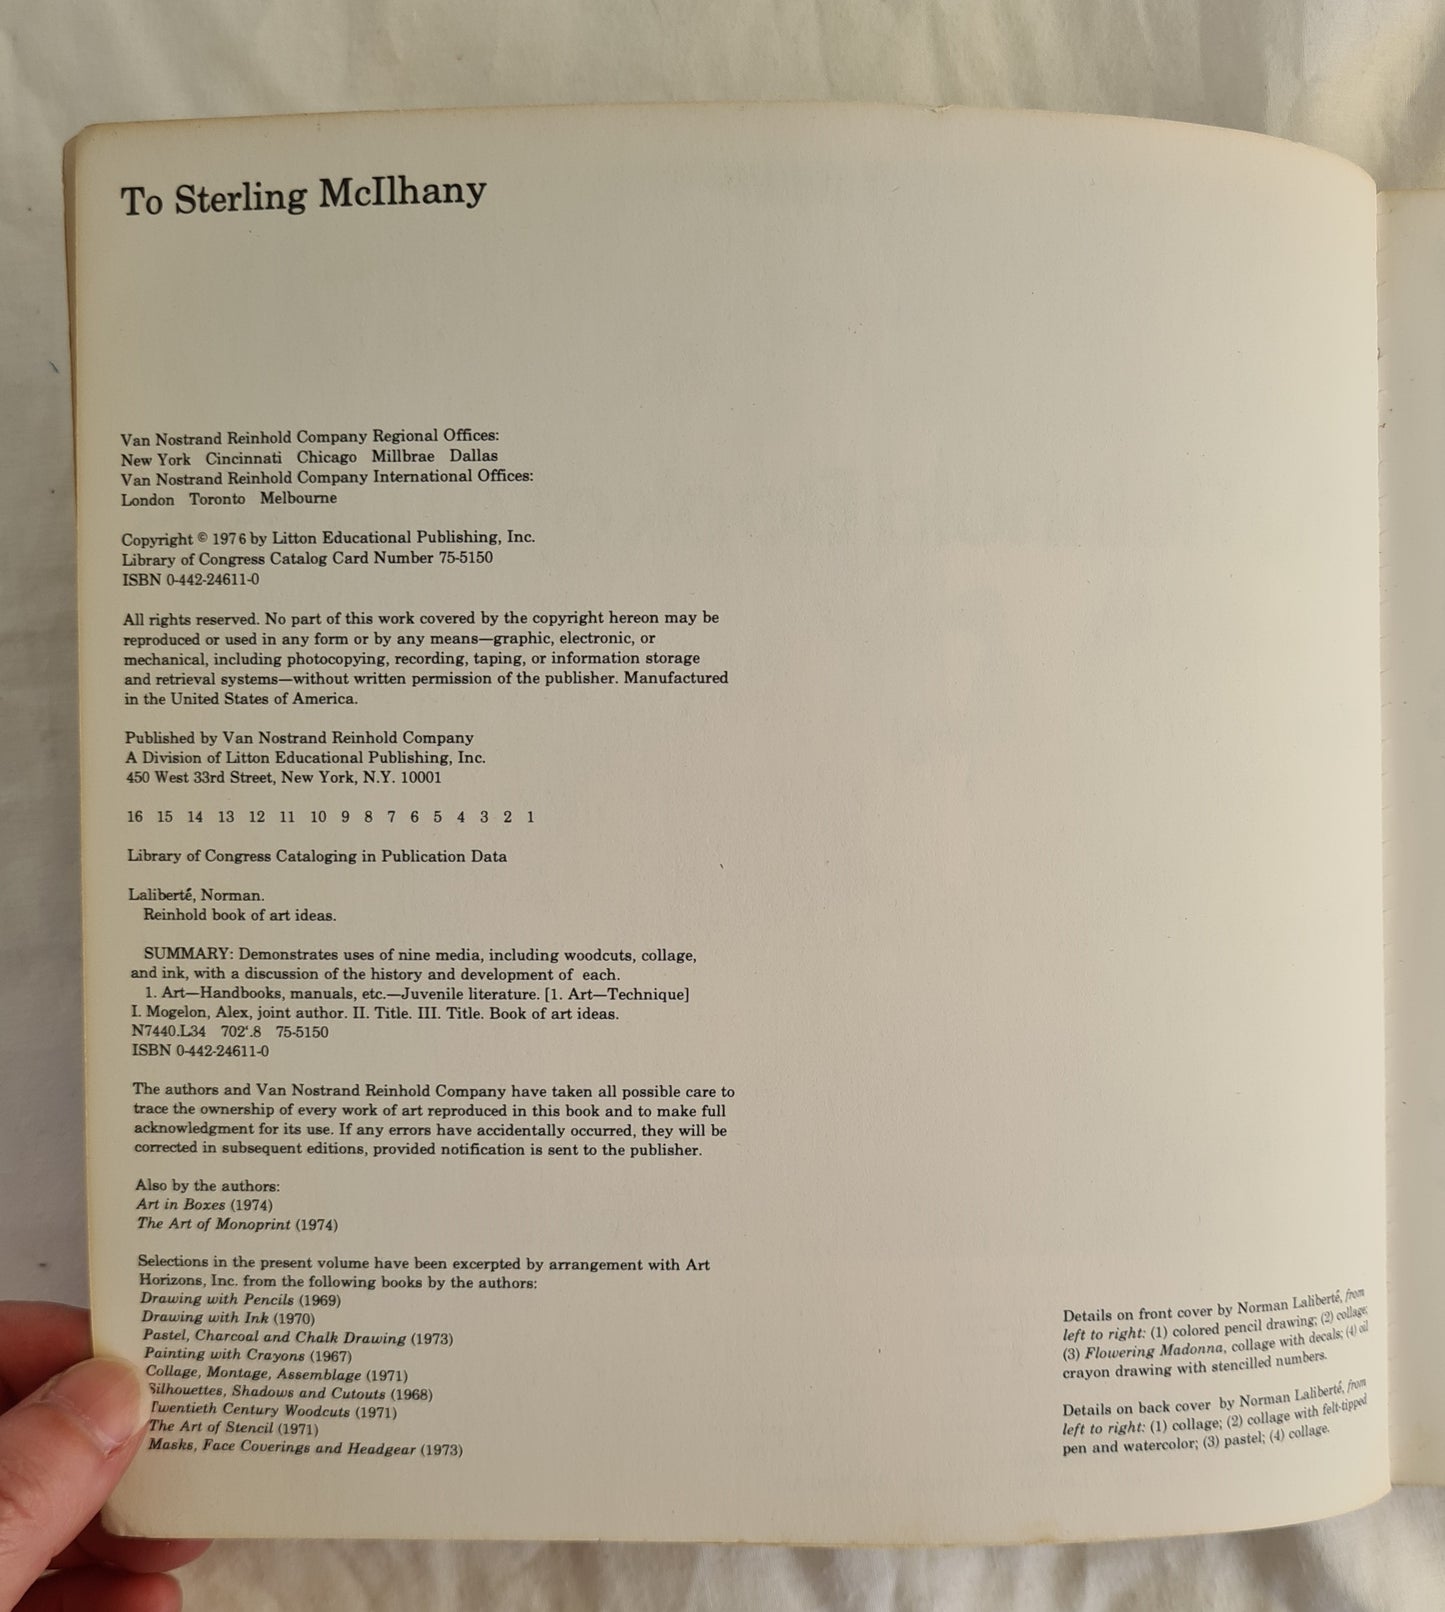 To Sterling McIlhany
Van Nostrand Reinhold Company Regional Offices:
New York Cincinnati Chicago Millbrae Dallas
Van Nostrand Reinhold Company International Offices:
London Toronto Melbourne
Copyright © 1976 by Litton Educational Publishing, Inc.
Library of Congress Catalog Card Number 75-5150
ISBN 0-442-24611-0
All rights reserved. No part of this work covered by the copyright hereon may be
reproduced or used in any form or by any means—graphic, electronic, or
mechanical, including photocopying, recording, taping, or information storage
and retrieval systems—without written permission of the publisher. Manufactured
in the United States of America.
Published by Van Nostrand Reinhold Company
A Division of Litton Educational Publishing, Inc.
450 West 33rd Street, New York, N.Y. 10001
16 15 14 13 12 11 10 9 8 7 6 5 4 3 2 1
Library of Congress Cataloging in Publication Data
Laliberté, Norman.
Reinhold book of art ideas.
SUMMARY: Demonstrates uses of nine media, including woodcuts, collage,
and ink, with a discussion of the history and development of each.
1. Art—Handbooks, manuals, etc.—Juvenile literature. [1. Art—Technique]
I. Mogelon, Alex, joint author. II. Title. III. Title. Book of art ideas.
N7440.L34 702‘.8 75-5150
ISBN 0-442-24611-0
The authors and Van Nostrand Reinhold Company have taken all possible care to
trace the ownership of every work of art reproduced in this book and to make full
acknowledgment for its use. If any errors have accidentally occurred, they will be
corrected in subsequent editions, provided notification is sent to the publisher.
Also by the authors:
Art in Boxes (1974)
The Art of Monoprint (1974)
Selections in the present volume have been excerpted by arrangement with Art
Horizons, Inc. from the following books by the authors:
Drawing with Pencils (1969)
Drawing with Ink (1970)
Pastel, Charcoal and Chalk Drawing (1973)
Painting with Crayons (1967)
Collage, Montage, Assemblage (1971)
Silhouettes, Shadows and Cutouts (1968)
Twentieth Century Woodcuts (1971)
The Art of Stencil (1971)
Masks, Face Coverings and Headgear (1973)
Details on front cover by Norman Laliberté, from
left to right: (1) colored pencil drawing; (2) collage;
(3) Flowering Madonna, collage with decals; (4) oil
crayon drawing with stencilled numbers.
Details on back cover by Norman Laliberté, from
left to right: (1) collage; (2) collage with felt-tipped
pen and watercolor; (3) pastel; (4) collage.